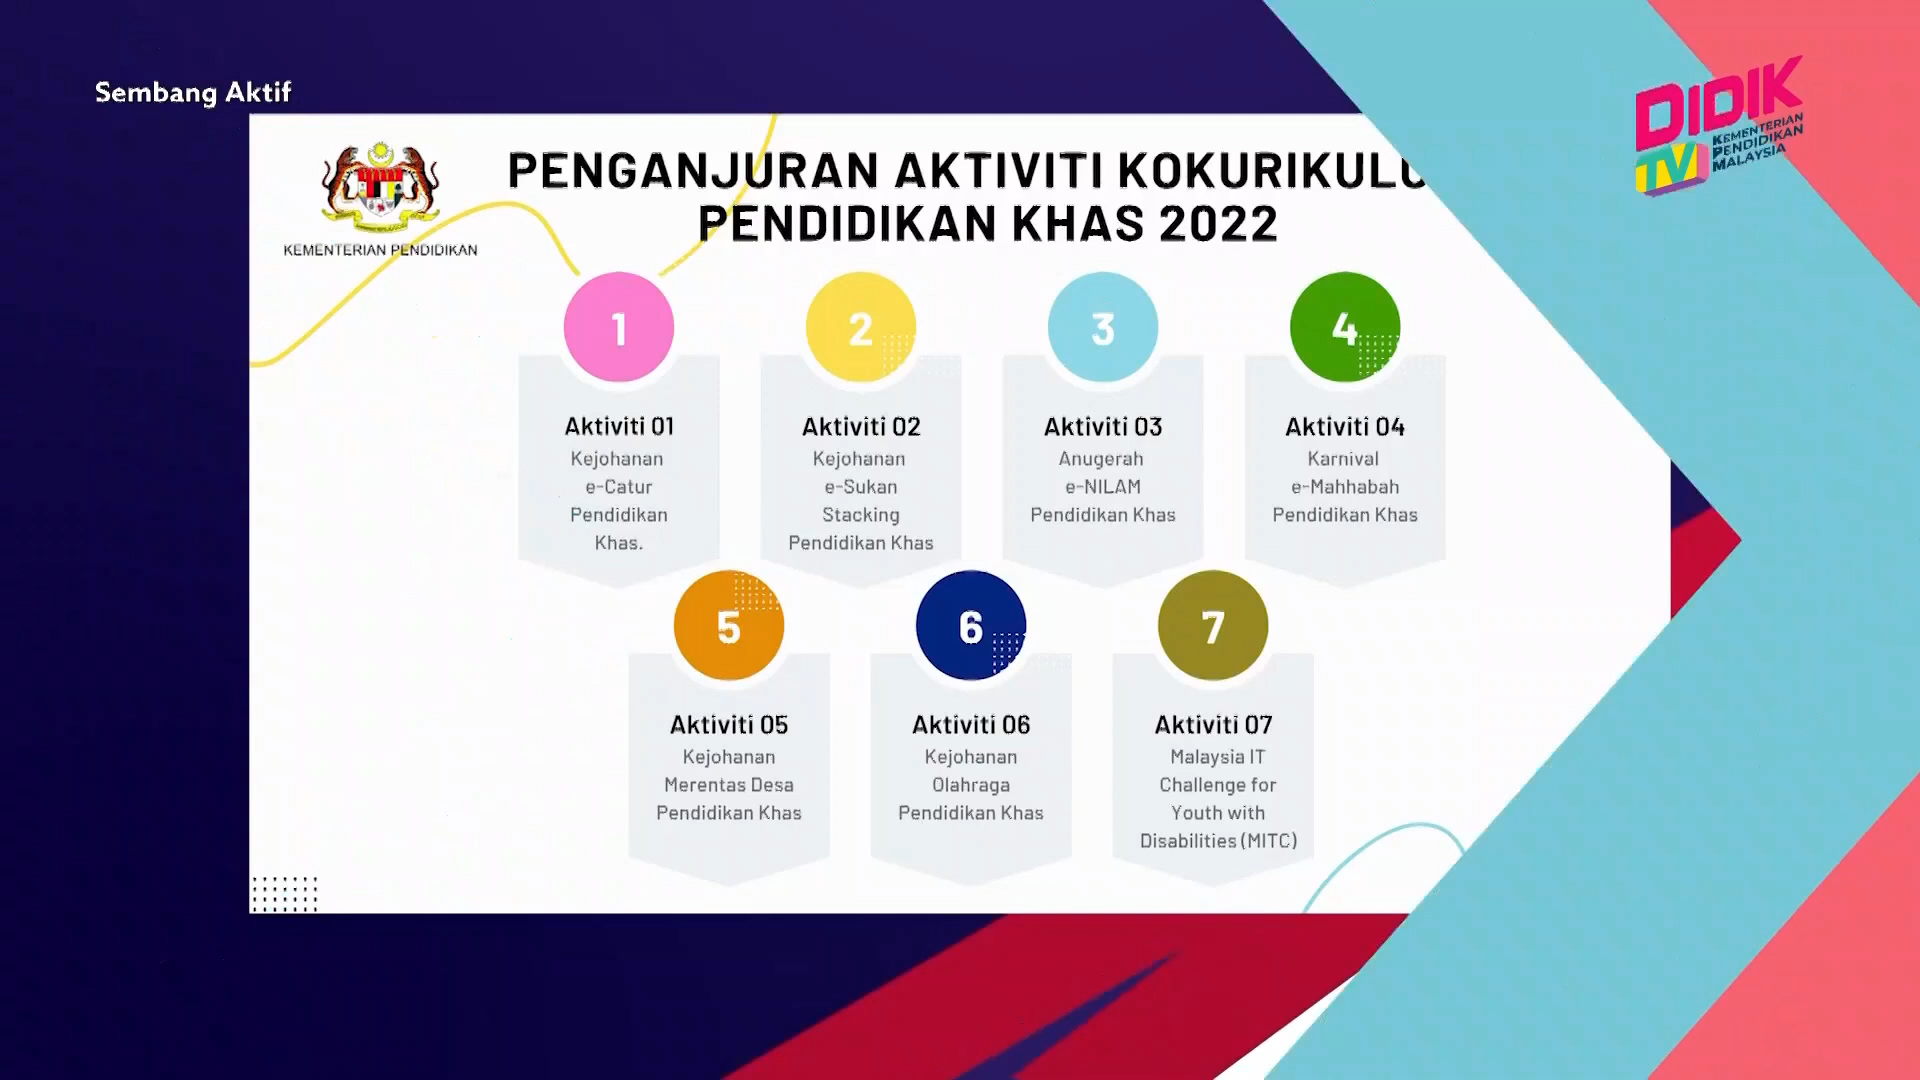 Sembang Aktif
DIDIK
TV
KEMENTERIAN
PENDIDIKAN
MALAYSIA
KEMENTERIAN PENDIDIKAN
PENGANJURAN AKTIVITI KOKURIKULU
PENDIDIKAN KHAS 2022
1
Aktiviti 01
Kejohanan
e-Catur
Pendidikan
Khas.
2
Aktiviti 02
Kejohanan
e-Sukan
Stacking
Pendidikan Khas
3
Aktiviti 03
Anugerah
e-NILAM
Pendidikan Khas
4
Aktiviti 04
Karnival
e-Mahhabah
Pendidikan Khas
5
Aktiviti 05
Kejohanan
Merentas Desa
Pendidikan Khas
6
Aktiviti 06
Kejohanan
Olahraga
Pendidikan Khas
7
Aktiviti 07
Malaysia IT
Challenge for
Youth with
Disabilities (MITC)